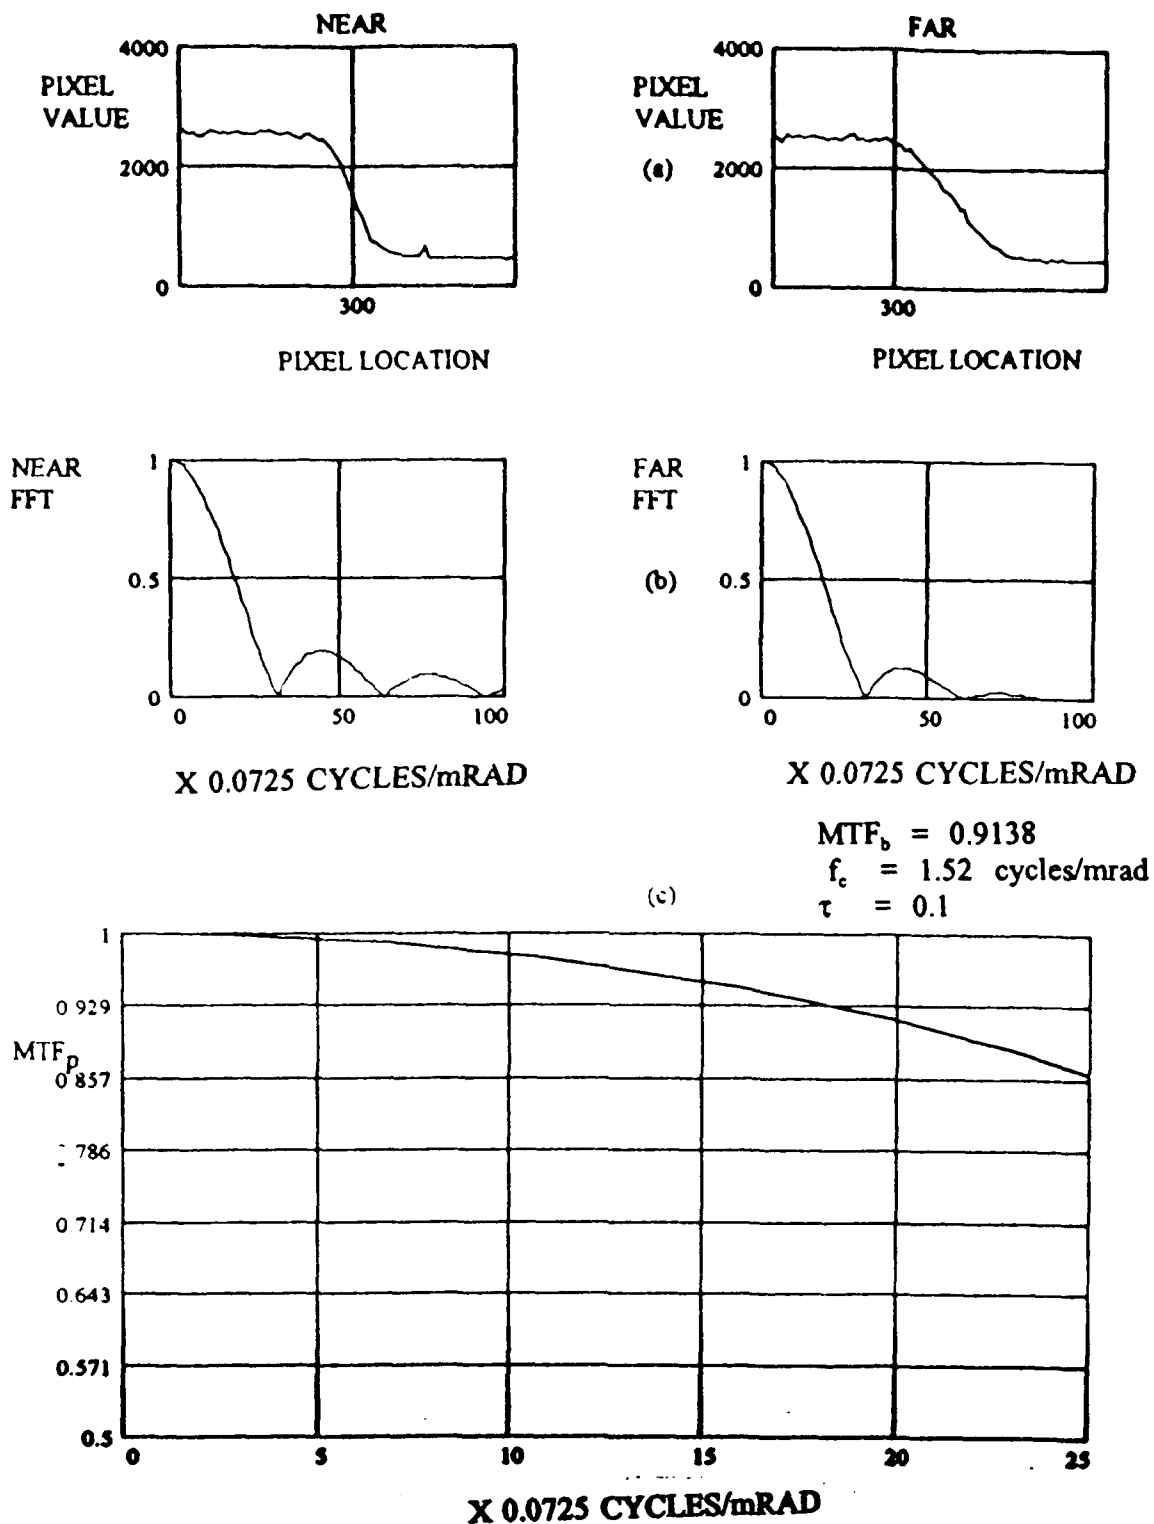 NEAR
4000
PIXEL
VALUE
2000
0
300
PIXEL LOCATION
FAR
4000
PIXEL
VALUE
(a)
2000
0
300
PIXEL LOCATION
NEAR
FFT
1
0.5
0
0
50
100
X 0.0725 CYCLES/mRAD
FAR
FFT
1
(b)
0.5
0
0
50
100
X 0.0725 CYCLES/mRAD
MTFb = 0.9138
fc = 1.52 cycles/mrad
τ = 0.1
(c)
1
0.929
MTFp
0.857
786
0.714
0.643
0.571
0.5
0
5
10
15
20
25
X 0.0725 CYCLES/mRAD